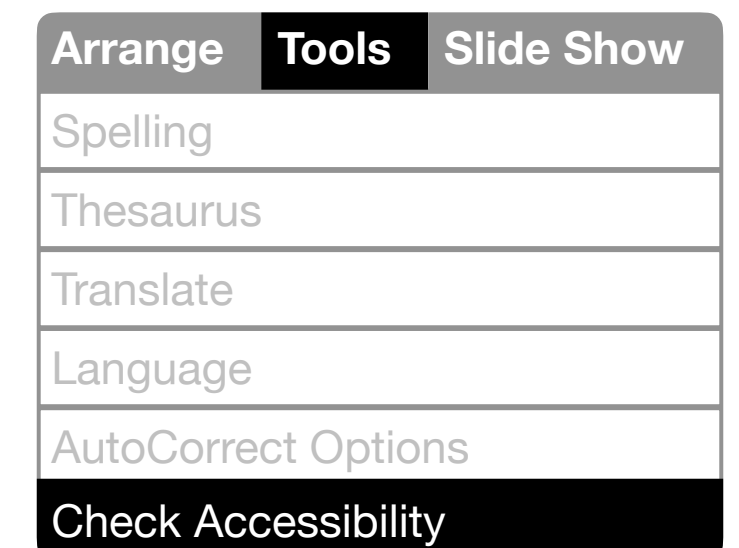 Arrange Tools Slide Show
Spelling
Thesaurus
Translate
Language
AutoCorrect Options
Check Accessibility